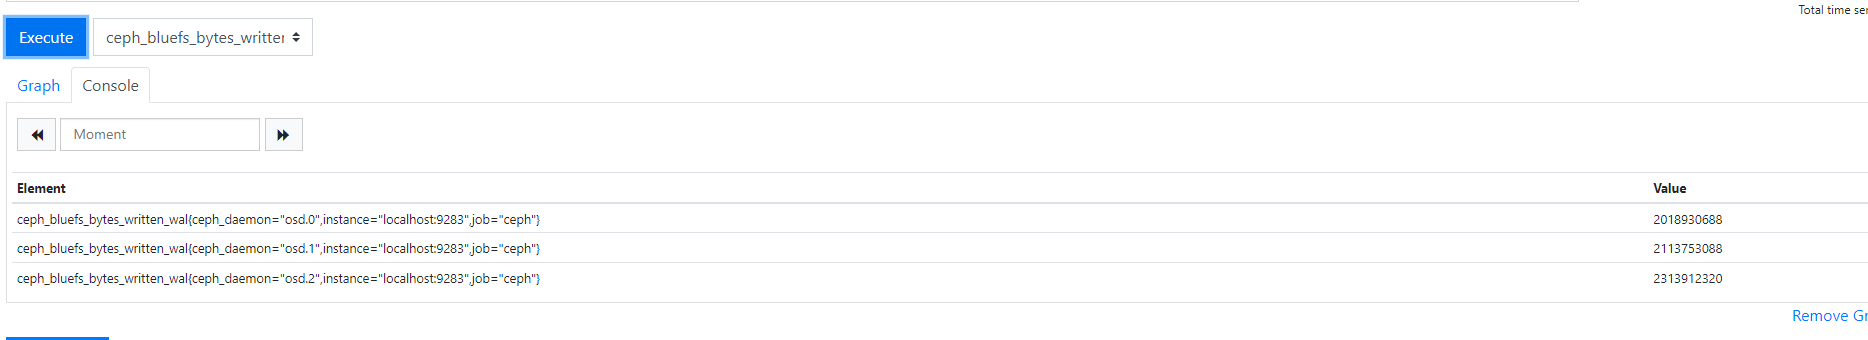 Total time ser
Execute ceph_bluefs_bytes_written
Graph Console
Moment
Element Value
ceph_bluefs_bytes_written_wal{ceph_daemon="osd.0",instance="localhost:9283",job="ceph"} 2018930688
ceph_bluefs_bytes_written_wal{ceph_daemon="osd.1",instance="localhost:9283",job="ceph"} 2113753088
ceph_bluefs_bytes_written_wal{ceph_daemon="osd.2",instance="localhost:9283",job="ceph"} 2313912320
Remove Gr